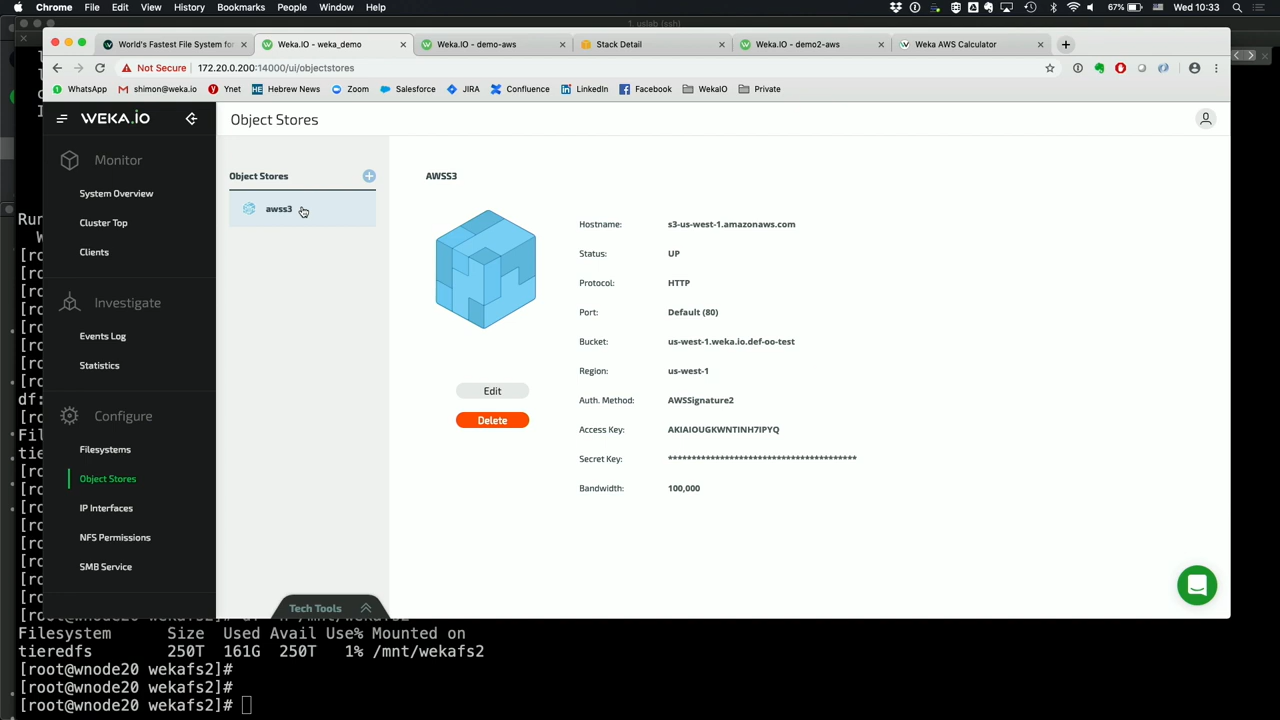 Chrome File Edit View History Bookmarks People Window Help
67% Wed 10:33
1. uslab (ssh)
World's Fastest File System for
Weka.IO - weka_demo
Weka.IO - demo-aws
Stack Detail
Weka.IO - demo2-aws
Weka AWS Calculator
Not Secure 172.20.0.200:14000/ui/objectstores
WhatsApp shimon@weka.io Ynet Hebrew News Zoom Salesforce JIRA Confluence LinkedIn Facebook WekaIO Private
WEKA.iO
Object Stores
Monitor
System Overview
Cluster Top
Clients
Investigate
Events Log
Statistics
Configure
Filesystems
Object Stores
IP Interfaces
NFS Permissions
SMB Service
Object Stores
awss3
Tech Tools
AWSS3
Edit
Delete
Hostname: s3-us-west-1.amazonaws.com
Status: UP
Protocol: HTTP
Port: Default (80)
Bucket: us-west-1.weka.io.def-oo-test
Region: us-west-1
Auth. Method: AWSSignature2
Access Key: AKIAIOUGKWNTINH7IPYQ
Secret Key: ****************************************
Bandwidth: 100,000
Run
df:
Fil
tie
Filesystem Size Used Avail Use% Mounted on
tieredfs 250T 161G 250T 1% /mnt/wekafs2
[root@wnode20 wekafs2]#
[root@wnode20 wekafs2]#
[root@wnode20 wekafs2]#